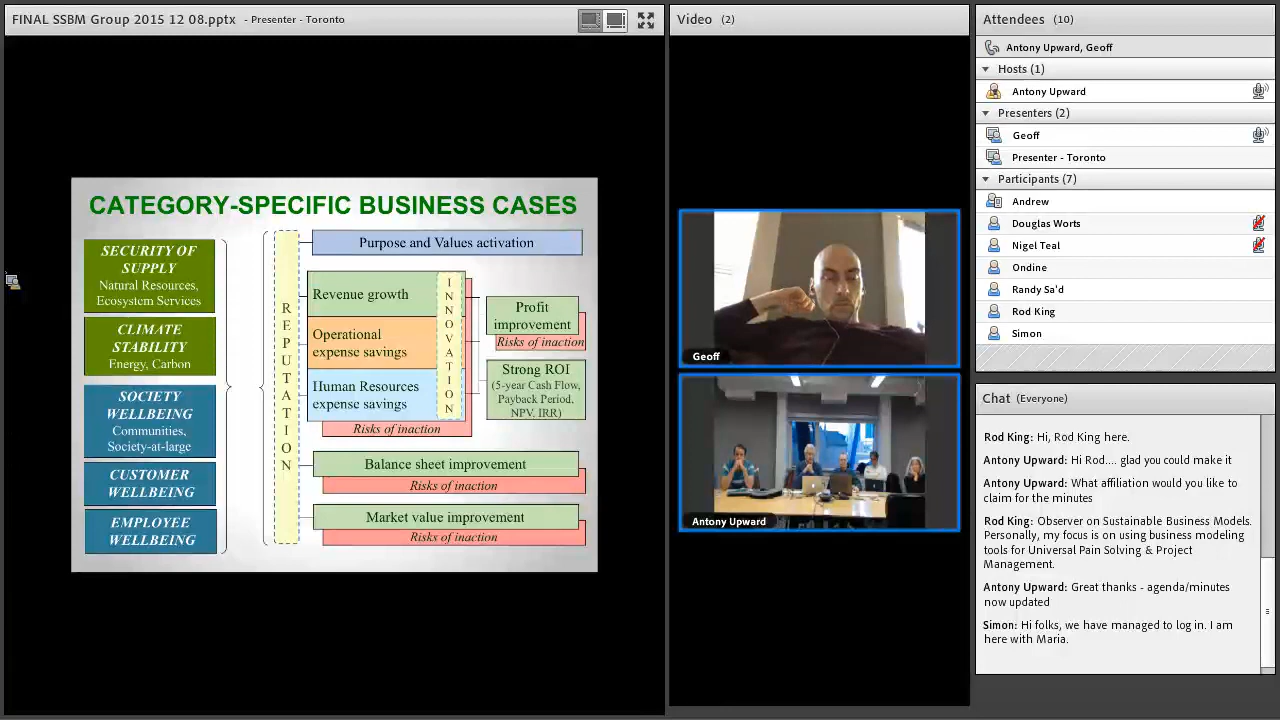 FINAL SSBM Group 2015 12 08.pptx - Presenter - Toronto
CATEGORY-SPECIFIC BUSINESS CASES
SECURITY OF
SUPPLY
Natural Resources,
Ecosystem Services
CLIMATE
STABILITY
Energy, Carbon
SOCIETY
WELLBEING
Communities,
Society-at-large
CUSTOMER
WELLBEING
EMPLOYEE
WELLBEING
REPUTATION
Purpose and Values activation
Revenue growth
Operational
expense savings
Human Resources
expense savings
INNOVATION
Risks of inaction
Profit
improvement
Risks of inaction
Strong ROI
(5-year Cash Flow,
Payback Period,
NPV, IRR)
Balance sheet improvement
Risks of inaction
Market value improvement
Risks of inaction
Video (2)
Geoff
Antony Upward
Attendees (10)
Antony Upward, Geoff
Hosts (1)
Antony Upward
Presenters (2)
Geoff
Presenter - Toronto
Participants (7)
Andrew
Douglas Worts
Nigel Teal
Ondine
Randy Sa'd
Rod King
Simon
Chat (Everyone)
Rod King: Hi, Rod King here.
Antony Upward: Hi Rod.... glad you could make it
Antony Upward: What affiliation would you like to
claim for the minutes
Rod King: Observer on Sustainable Business Models.
Personally, my focus is on using business modeling
tools for Universal Pain Solving & Project
Management.
Antony Upward: Great thanks - agenda/minutes
now updated
Simon: Hi folks, we have managed to log in. I am
here with Maria.